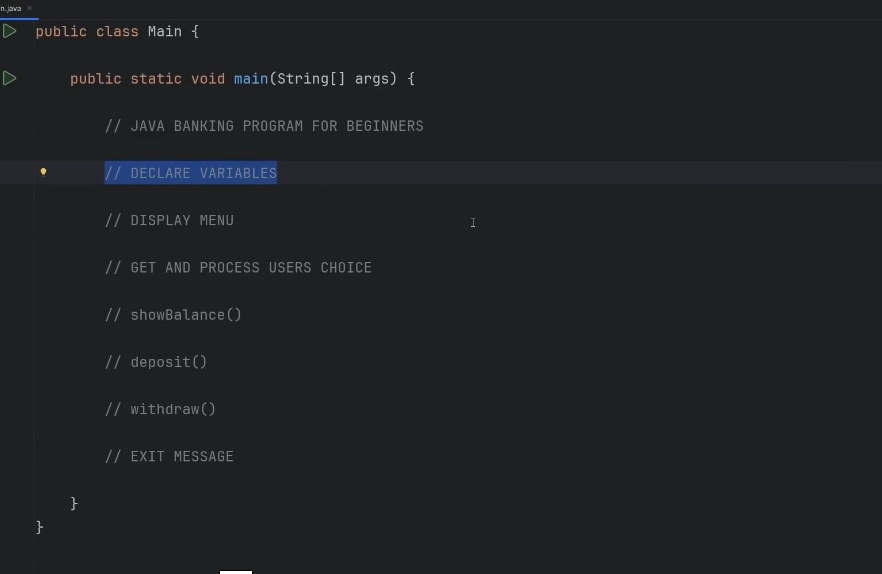 n.java ×
public class Main {
public static void main(String[] args) {
// JAVA BANKING PROGRAM FOR BEGINNERS
// DECLARE VARIABLES
// DISPLAY MENU
// GET AND PROCESS USERS CHOICE
// showBalance()
// deposit()
// withdraw()
// EXIT MESSAGE
}
}